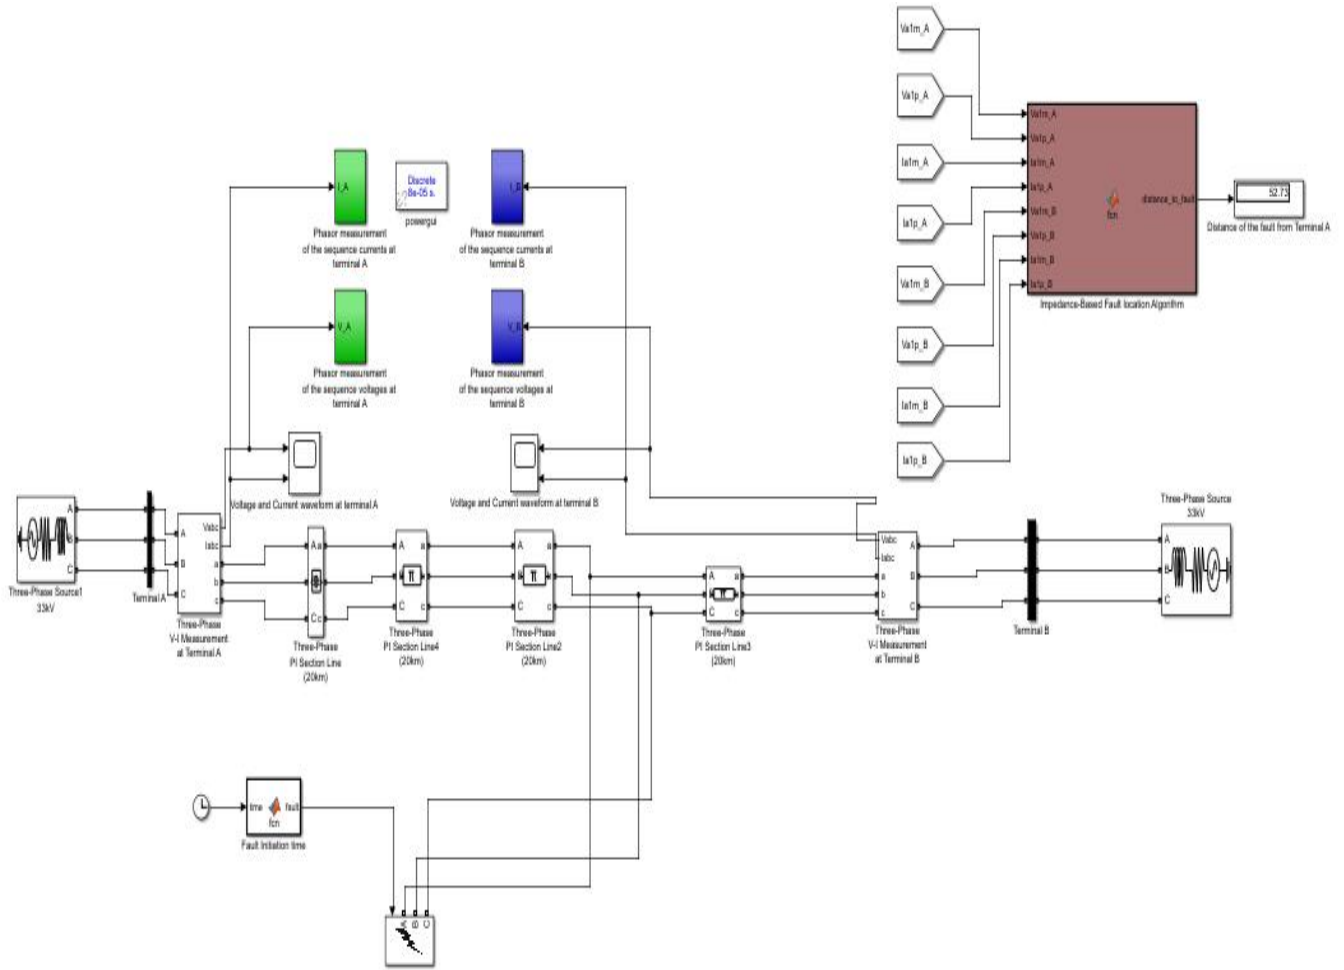 Va1m_A
Va1p_A
Ia1m_A
Ia1p_A
Va1m_B
Va1p_B
Ia1m_B
Ia1p_B
Va1m_A
Va1p_A
Ia1m_A
Ia1p_A
Va1m_B
Va1p_B
Ia1m_B
Ia1p_B
fcn
distance_to_fault
Impedance-Based Fault location Algorithm
52.73
Distance of the fault from Terminal A
I_A
Phasor measurement
of the sequence currents at
terminal A
Discrete
8e-05 s.
powergui
I_B
Phasor measurement
of the sequence currents at
terminal B
V_A
Phasor measurement
of the sequence voltages at
terminal A
V_B
Phasor measurement
of the sequence voltages at
terminal B
Voltage and Current waveform at terminal A
Voltage and Current waveform at terminal B
A
B
C
Three-Phase Source1
33kV
Teminal A
A
B
C
Vabc
Iabc
a
b
c
Three-Phase
V-I Measurement
at Terminal A
A a
C c
Three-Phase
PI Section Line
(20km)
A a
π
C c
Three-Phase
PI Section Line4
(20km)
A a
π
C c
Three-Phase
PI Section Line2
(20km)
A a
π
b
C c
Three-Phase
PI Section Line3
(20km)
Vabc
Iabc
a
b
c
A
B
C
Three-Phase
V-I Measurement
at Terminal B
Terminal B
Three-Phase Source
33kV
A
B
C
time
fault
fcn
Fault Initiation time
A
B
C